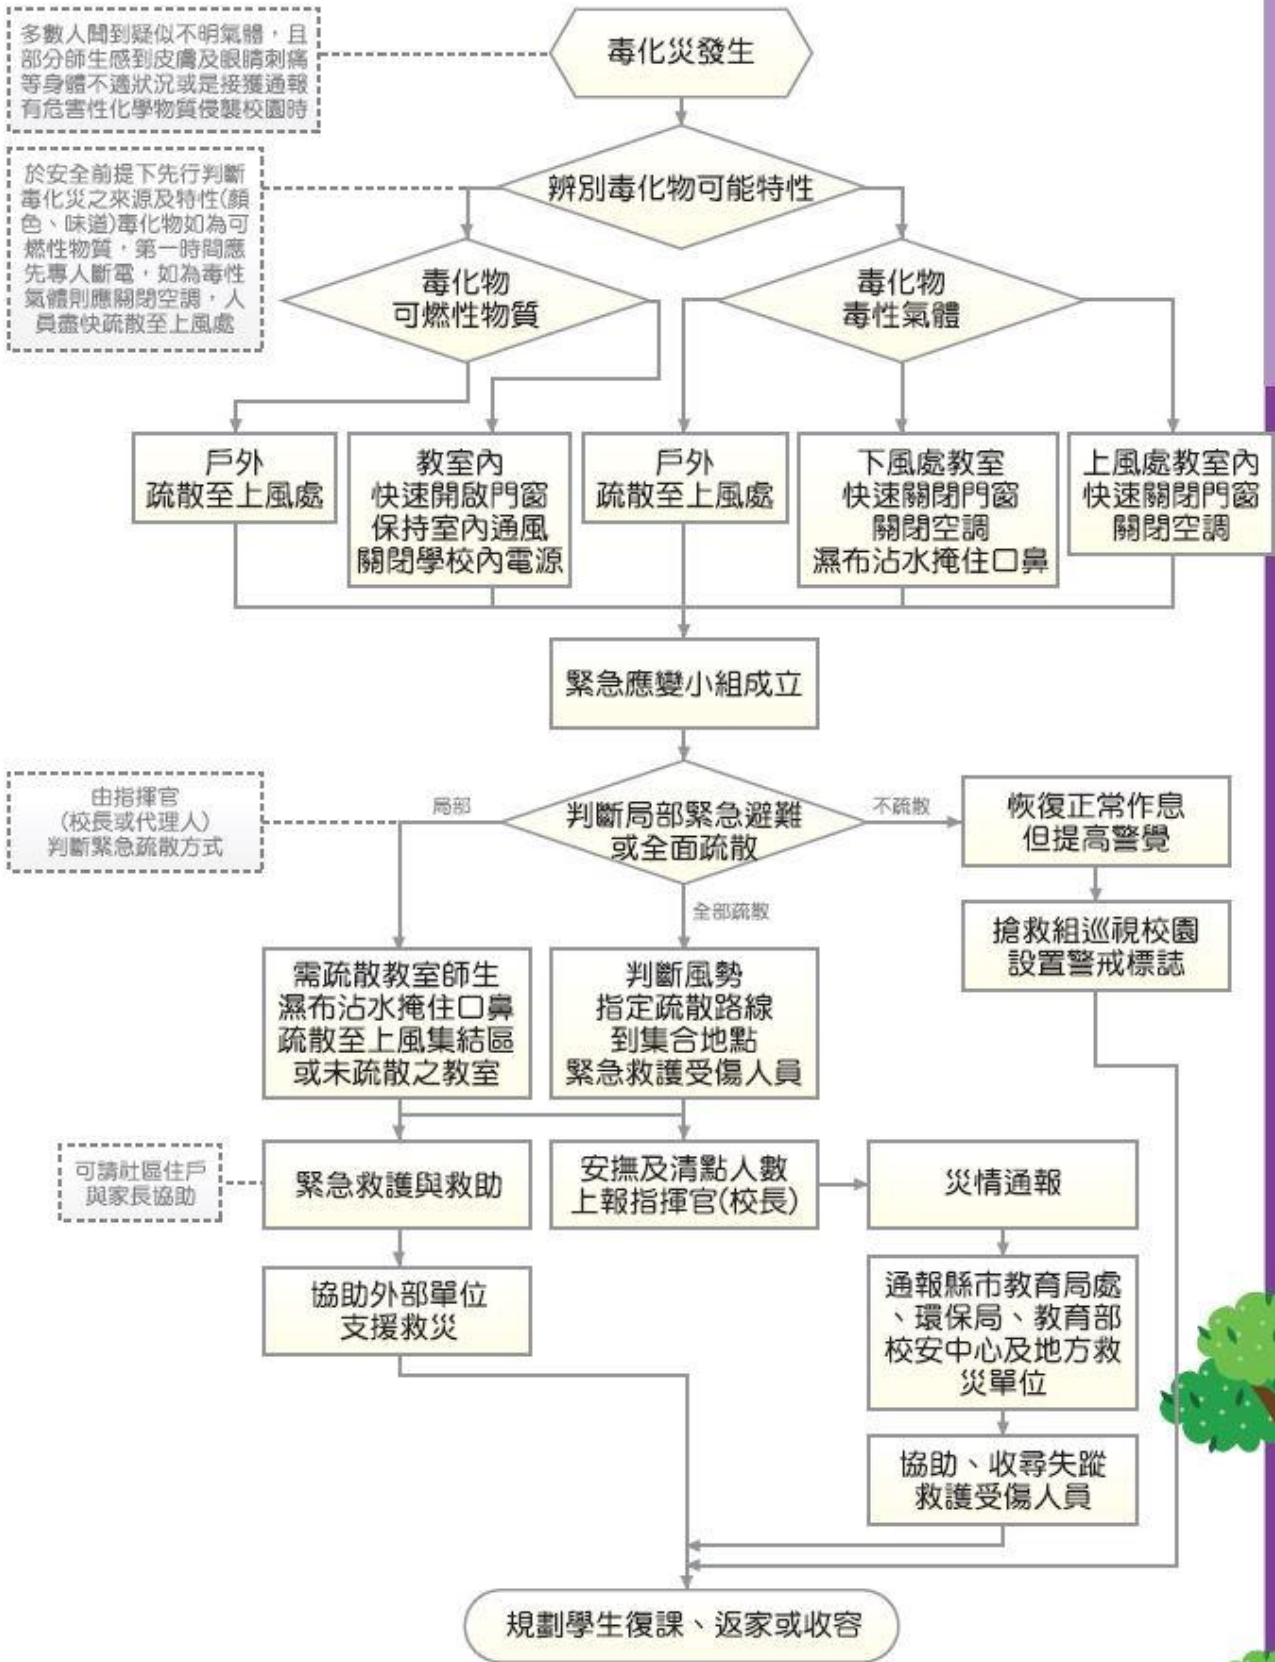 多數人聞到疑似不明氣體，且
部分師生感到皮膚及眼睛刺痛
等身體不適狀況或是接獲通報
有危害性化學物質侵襲校園時
毒化災發生
於安全前提下先行判斷
毒化災之來源及特性(顏
色、味道)毒化物如為可
燃性物質，第一時間應
先專人斷電，如為毒性
氣體則應關閉空調，人
員盡快疏散至上風處
辨別毒化物可能特性
毒化物
可燃性物質
毒化物
毒性氣體
戶外
疏散至上風處
教室內
快速開啟門窗
保持室內通風
關閉學校內電源
戶外
疏散至上風處
下風處教室
快速關閉門窗
關閉空調
濕布沾水掩住口鼻
上風處教室內
快速關閉門窗
關閉空調
緊急應變小組成立
由指揮官
(校長或代理人)
判斷緊急疏散方式
局部
判斷局部緊急避難
或全面疏散
不疏散
恢復正常作息
但提高警覺
全部疏散
搶救組巡視校園
設置警戒標誌
需疏散教室師生
濕布沾水掩住口鼻
疏散至上風集結區
或未疏散之教室
判斷風勢
指定疏散路線
到集合地點
緊急救護受傷人員
可請社區住戶
與家長協助
緊急救護與救助
安撫及清點人數
上報指揮官(校長)
災情通報
協助外部單位
支援救災
通報縣市教育局處
、環保局、教育部
校安中心及地方救
災單位
協助、收尋失蹤
救護受傷人員
規劃學生復課、返家或收容